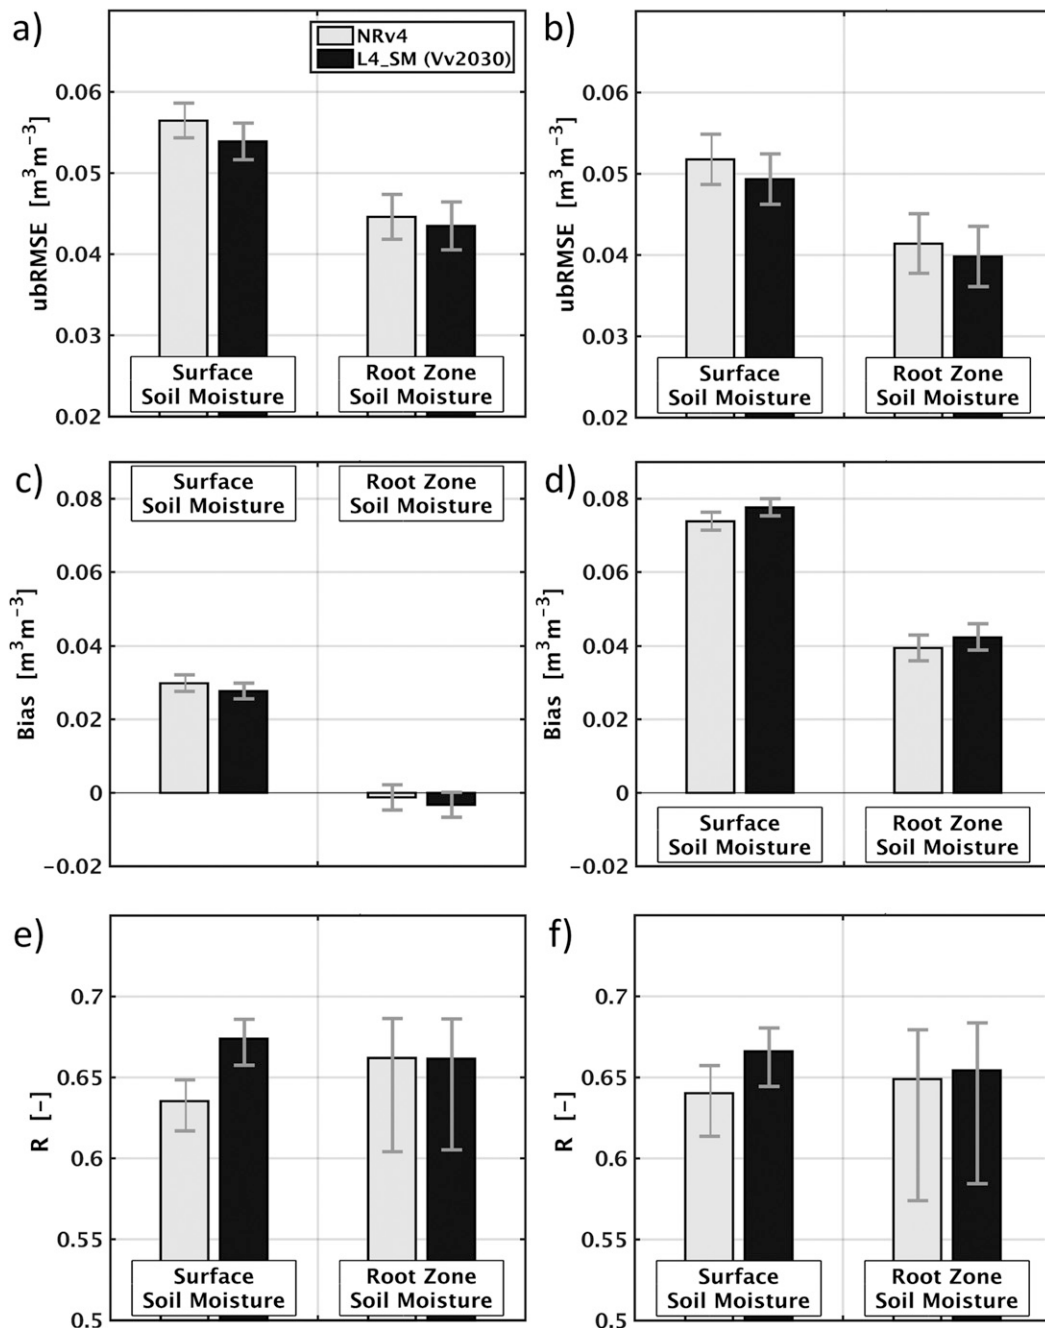 a)
NRv4
L4_SM (Vv2030)
0.06
0.05
0.04
0.03
0.02
ubRMSE [m³m⁻³]
Surface
Soil Moisture
Root Zone
Soil Moisture
b)
0.06
0.05
0.04
0.03
0.02
ubRMSE [m³m⁻³]
Surface
Soil Moisture
Root Zone
Soil Moisture
c)
Surface
Soil Moisture
Root Zone
Soil Moisture
0.08
0.06
0.04
0.02
0
−0.02
Bias [m³m⁻³]
d)
0.08
0.06
0.04
0.02
0
−0.02
Bias [m³m⁻³]
Surface
Soil Moisture
Root Zone
Soil Moisture
e)
0.7
0.65
0.6
0.55
0.5
R [-]
Surface
Soil Moisture
Root Zone
Soil Moisture
f)
0.7
0.65
0.6
0.55
0.5
R [-]
Surface
Soil Moisture
Root Zone
Soil Moisture